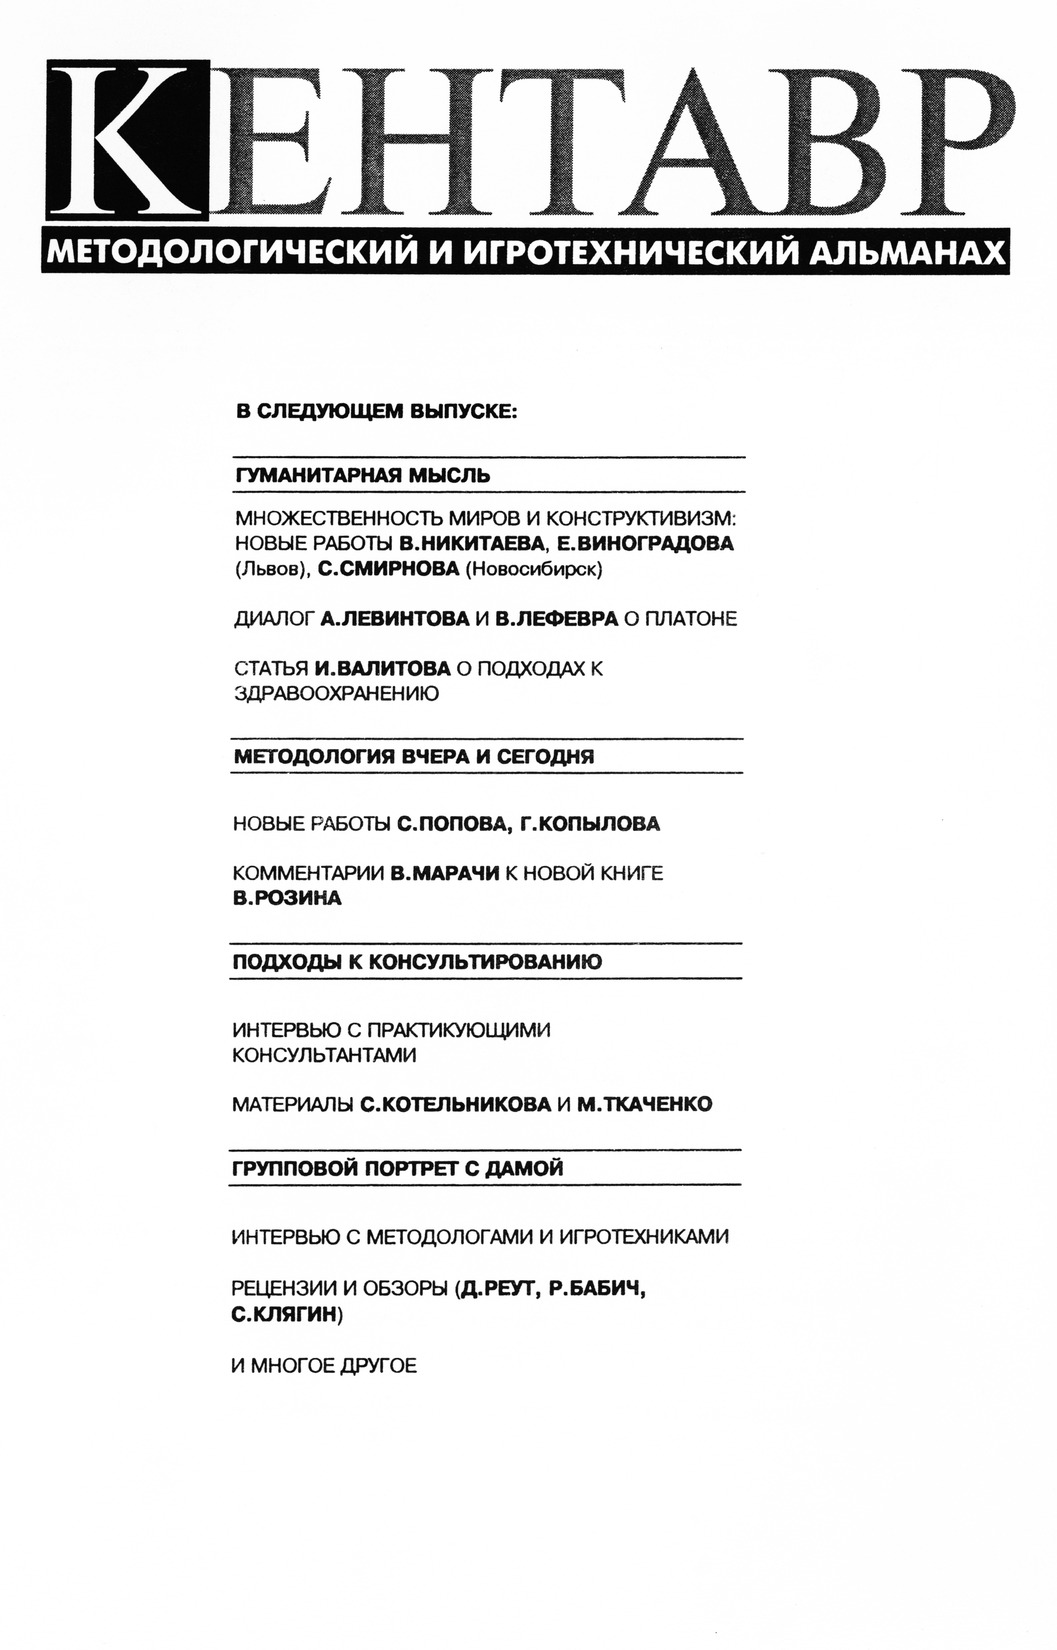 КЕНТАВР
МЕТОДОЛОГИЧЕСКИЙ И ИГРОТЕХНИЧЕСКИЙ АЛЬМАНАХ
В СЛЕДУЮЩЕМ ВЫПУСКЕ:
ГУМАНИТАРНАЯ МЫСЛЬ
МНОЖЕСТВЕННОСТЬ МИРОВ И КОНСТРУКТИВИЗМ:
НОВЫЕ РАБОТЫ В.НИКИТАЕВА, Е.ВИНОГРАДОВА
(Львов), С.СМИРНОВА (Новосибирск)
ДИАЛОГ А.ЛЕВИНТОВА И В.ЛЕФЕВРА О ПЛАТОНЕ
СТАТЬЯ И.ВАЛИТОВА О ПОДХОДАХ К
ЗДРАВООХРАНЕНИЮ
МЕТОДОЛОГИЯ ВЧЕРА И СЕГОДНЯ
НОВЫЕ РАБОТЫ С.ПОПОВА, Г.КОПЫЛОВА
КОММЕНТАРИИ В.МАРАЧИ К НОВОЙ КНИГЕ
В.РОЗИНА
ПОДХОДЫ К КОНСУЛЬТИРОВАНИЮ
ИНТЕРВЬЮ С ПРАКТИКУЮЩИМИ
КОНСУЛЬТАНТАМИ
МАТЕРИАЛЫ С.КОТЕЛЬНИКОВА И М.ТКАЧЕНКО
ГРУППОВОЙ ПОРТРЕТ С ДАМОЙ
ИНТЕРВЬЮ С МЕТОДОЛОГАМИ И ИГРОТЕХНИКАМИ
РЕЦЕНЗИИ И ОБЗОРЫ (Д.РЕУТ, Р.БАБИЧ,
С.КЛЯГИН)
И МНОГОЕ ДРУГОЕ